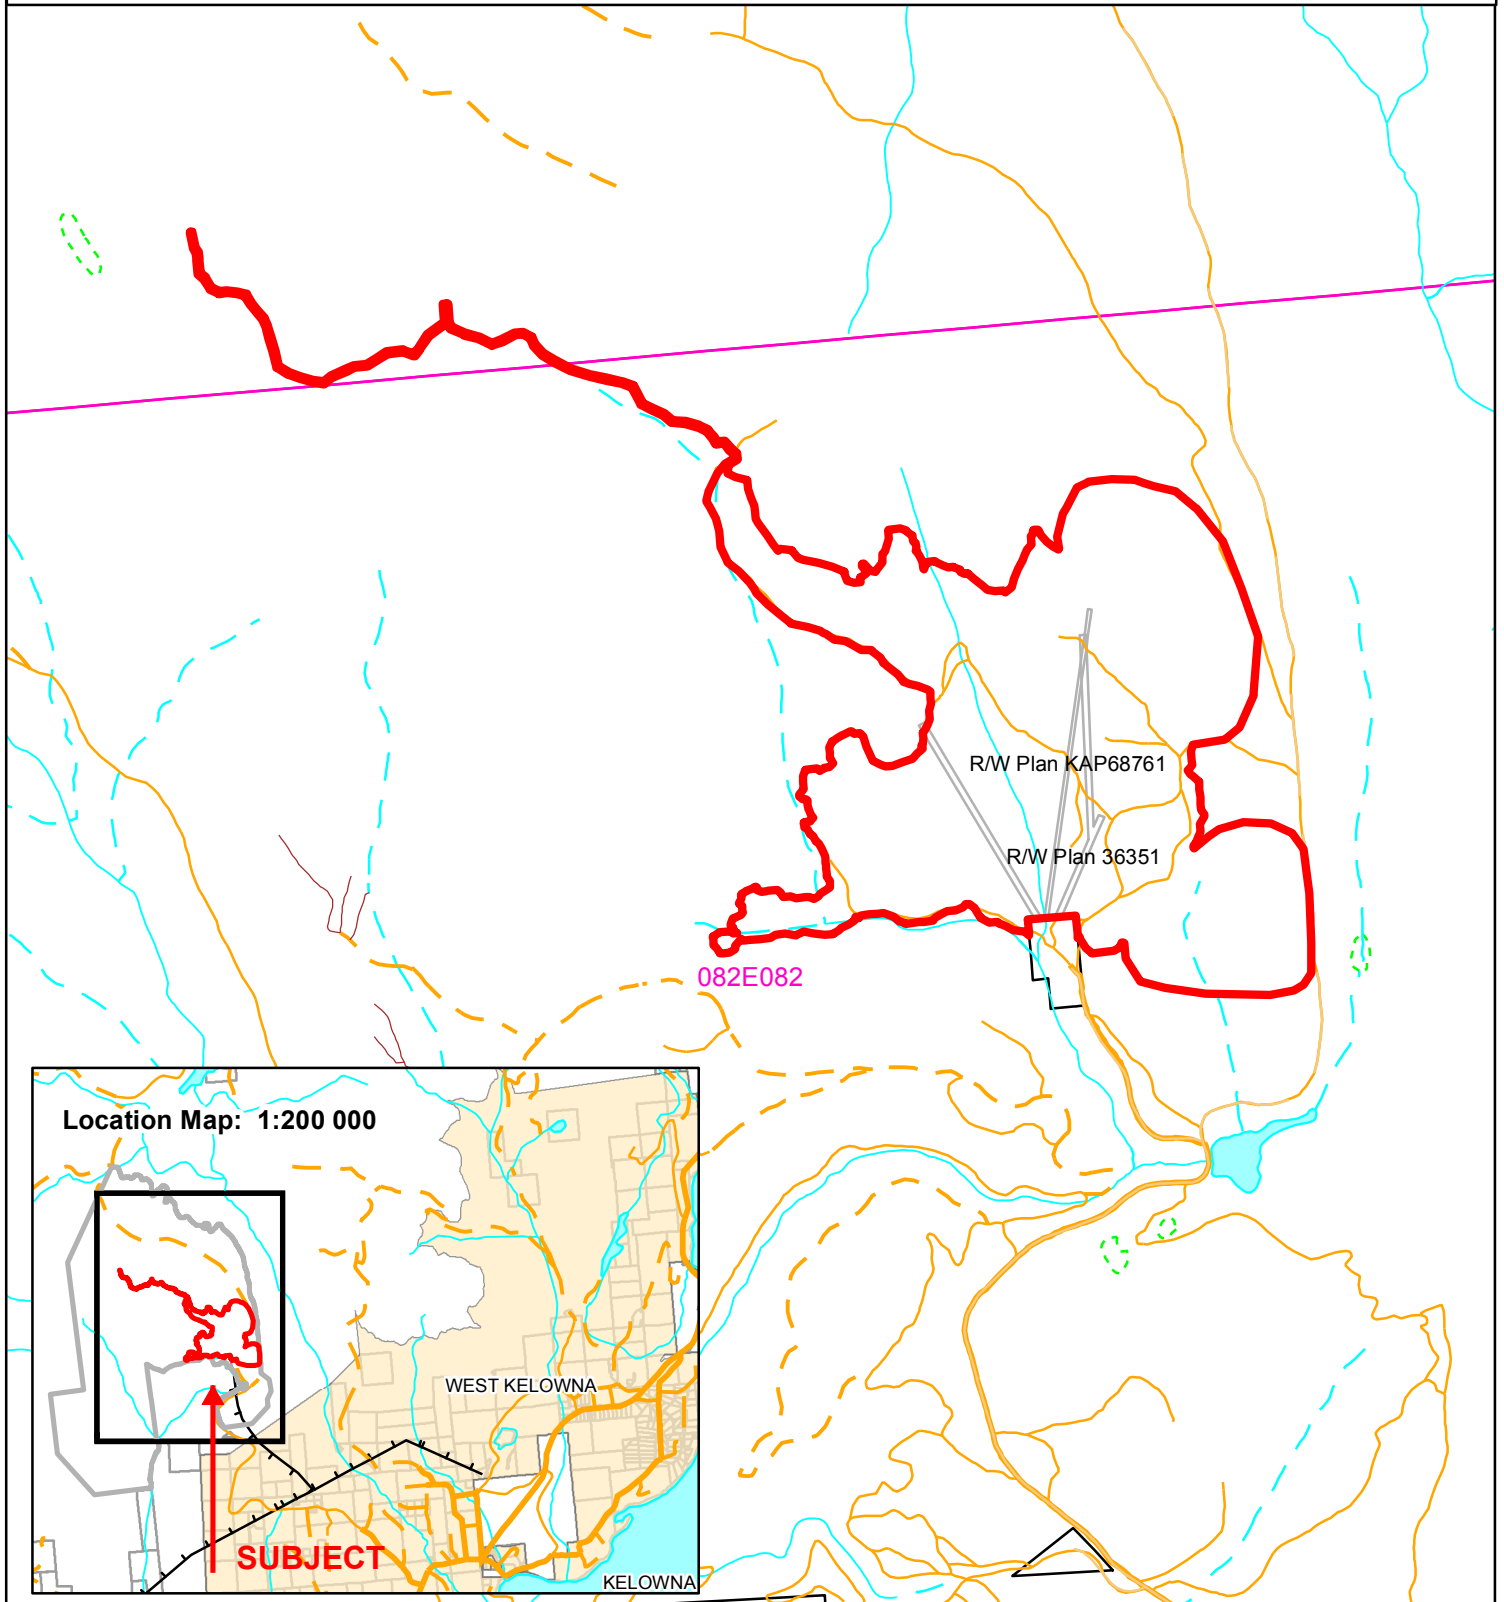 R/W Plan KAP68761
R/W Plan 36351
082E082
Location Map: 1:200 000
WEST KELOWNA
SUBJECT
KELOWNA